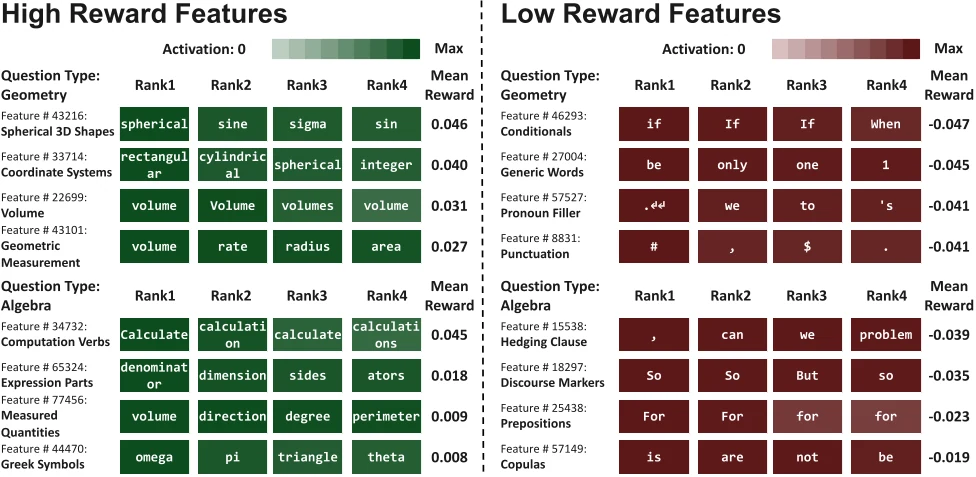 High Reward Features
Activation: 0 Max
Question Type: Geometry Rank1 Rank2 Rank3 Rank4 Mean Reward
Feature # 43216: Spherical 3D Shapes spherical sine sigma sin 0.046
Feature # 33714: Coordinate Systems rectangular cylindrical spherical integer 0.040
Feature # 22699: Volume volume Volume volumes volume 0.031
Feature # 43101: Geometric Measurement volume rate radius area 0.027
Question Type: Algebra Rank1 Rank2 Rank3 Rank4 Mean Reward
Feature # 34732: Computation Verbs Calculate calculation calculate calculations 0.045
Feature # 65324: Expression Parts denominator dimension sides ators 0.018
Feature # 77456: Measured Quantities volume direction degree perimeter 0.009
Feature # 44470: Greek Symbols omega pi triangle theta 0.008
Low Reward Features
Activation: 0 Max
Question Type: Geometry Rank1 Rank2 Rank3 Rank4 Mean Reward
Feature # 46293: Conditionals if If If When -0.047
Feature # 27004: Generic Words be only one 1 -0.045
Feature # 57527: Pronoun Filler .↲↲ we to 's -0.041
Feature # 8831: Punctuation # , $ . -0.041
Question Type: Algebra Rank1 Rank2 Rank3 Rank4 Mean Reward
Feature # 15538: Hedging Clause , can we problem -0.039
Feature # 18297: Discourse Markers So So But so -0.035
Feature # 25438: Prepositions For For for for -0.023
Feature # 57149: Copulas is are not be -0.019